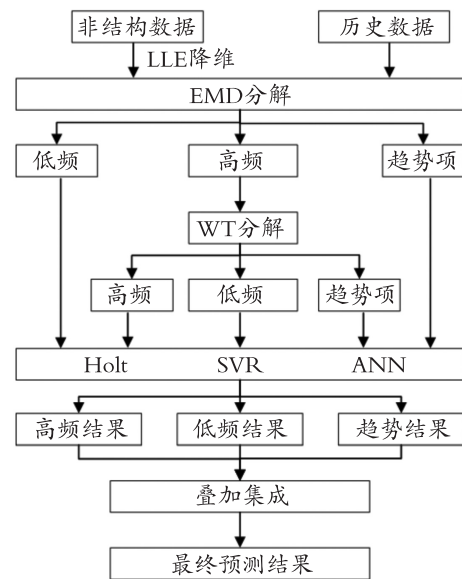 非结构数据 历史数据
LLE降维
EMD分解
低频 高频 趋势项
WT分解
高频 低频 趋势项
Holt SVR ANN
高频结果 低频结果 趋势结果
叠加集成
最终预测结果